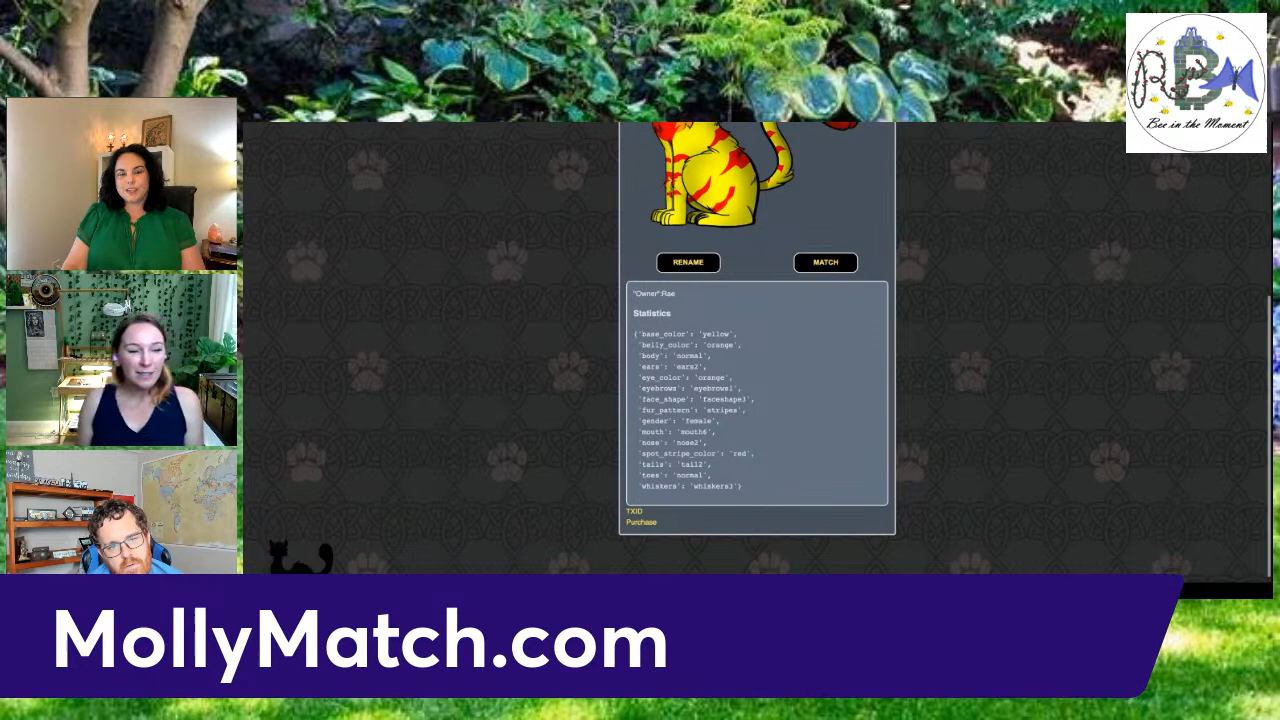 Bee in the Moment
RENAME
MATCH
"Owner":Rae
Statistics
{'base_color': 'yellow',
'belly_color': 'orange',
'body': 'normal',
'ears': 'ears2',
'eye_color': 'orange',
'eyebrows': 'eyebrows1',
'face_shape': 'faceshape3',
'fur_pattern': 'stripes',
'gender': 'female',
'mouth': 'mouth6',
'nose': 'nose2',
'spot_stripe_color': 'red',
'tails': 'tail2',
'toes': 'normal',
'whiskers': 'whiskers3'}
TXID
Purchase
MollyMatch.com